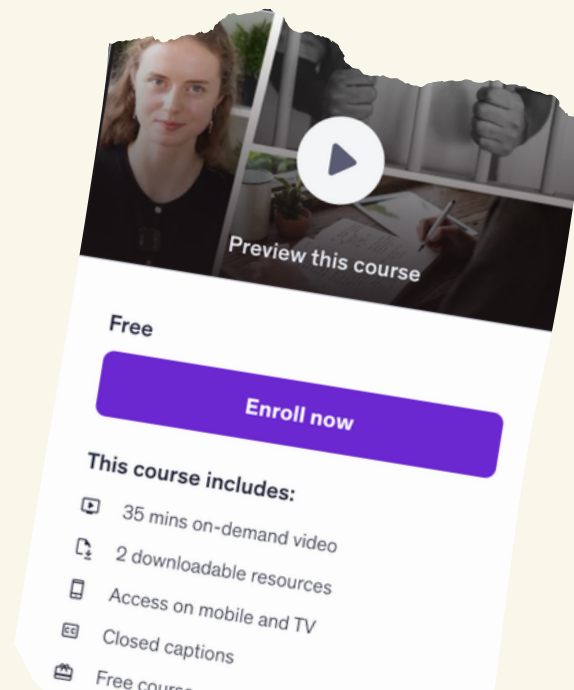 Preview this course
Free
Enroll now
This course includes:
35 mins on-demand video
2 downloadable resources
Access on mobile and TV
Closed captions
Free